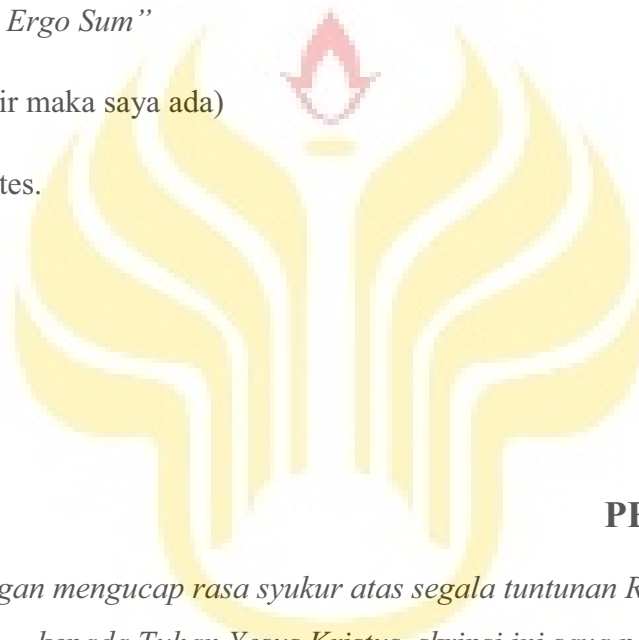 Ergo Sum”
ir maka saya ada)
tes.
PE
gan mengucap rasa syukur atas segala tuntunan R
kepada Tuhan Yesus Kristus, skripsi ini saya